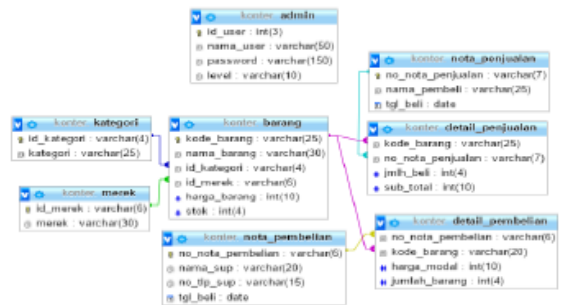 konter admin
id_user : int(3)
nama_user : varchar(50)
password : varchar(150)
level : varchar(10)
konter nota_penjualan
no_nota_penjualan : varchar(7)
nama_pembeli : varchar(25)
tgl_beli : date
konter kategori
id_kategori : varchar(4)
kategori : varchar(25)
konter barang
kode_barang : varchar(25)
nama_barang : varchar(30)
id_kategori : varchar(4)
id_merek : varchar(6)
harga_barang : int(10)
stok : int(4)
konter detail_penjualan
kode_barang : varchar(25)
no_nota_penjualan : varchar(7)
jmlh_beli : int(4)
sub_total : int(10)
konter merek
id_merek : varchar(6)
merek : varchar(30)
konter nota_pembelian
no_nota_pembelian : varchar(6)
nama_sup : varchar(20)
no_tlp_sup : varchar(15)
tgl_beli : date
konter detail_pembelian
no_nota_pembelian : varchar(6)
kode_barang : varchar(20)
harga_modal : int(10)
jumlah_barang : int(4)